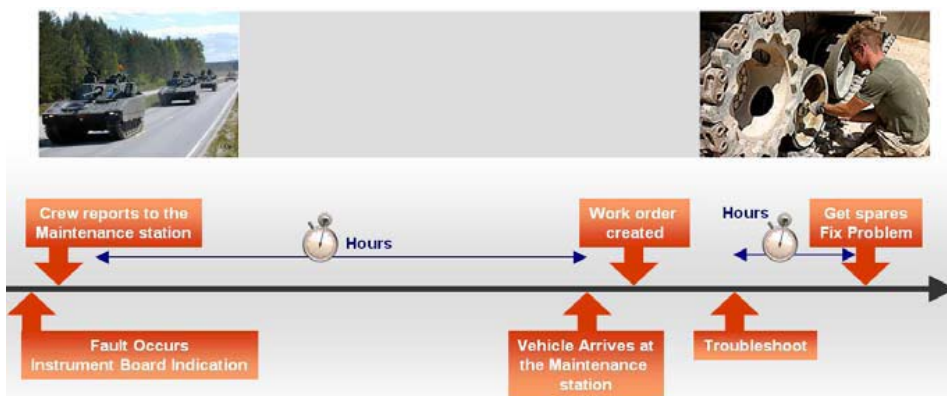 Crew reports to the
Maintenance station
Hours
Work order
created
Hours
Get spares
Fix Problem
Fault Occurs
Instrument Board Indication
Vehicle Arrives at
the Maintenance
station
Troubleshoot